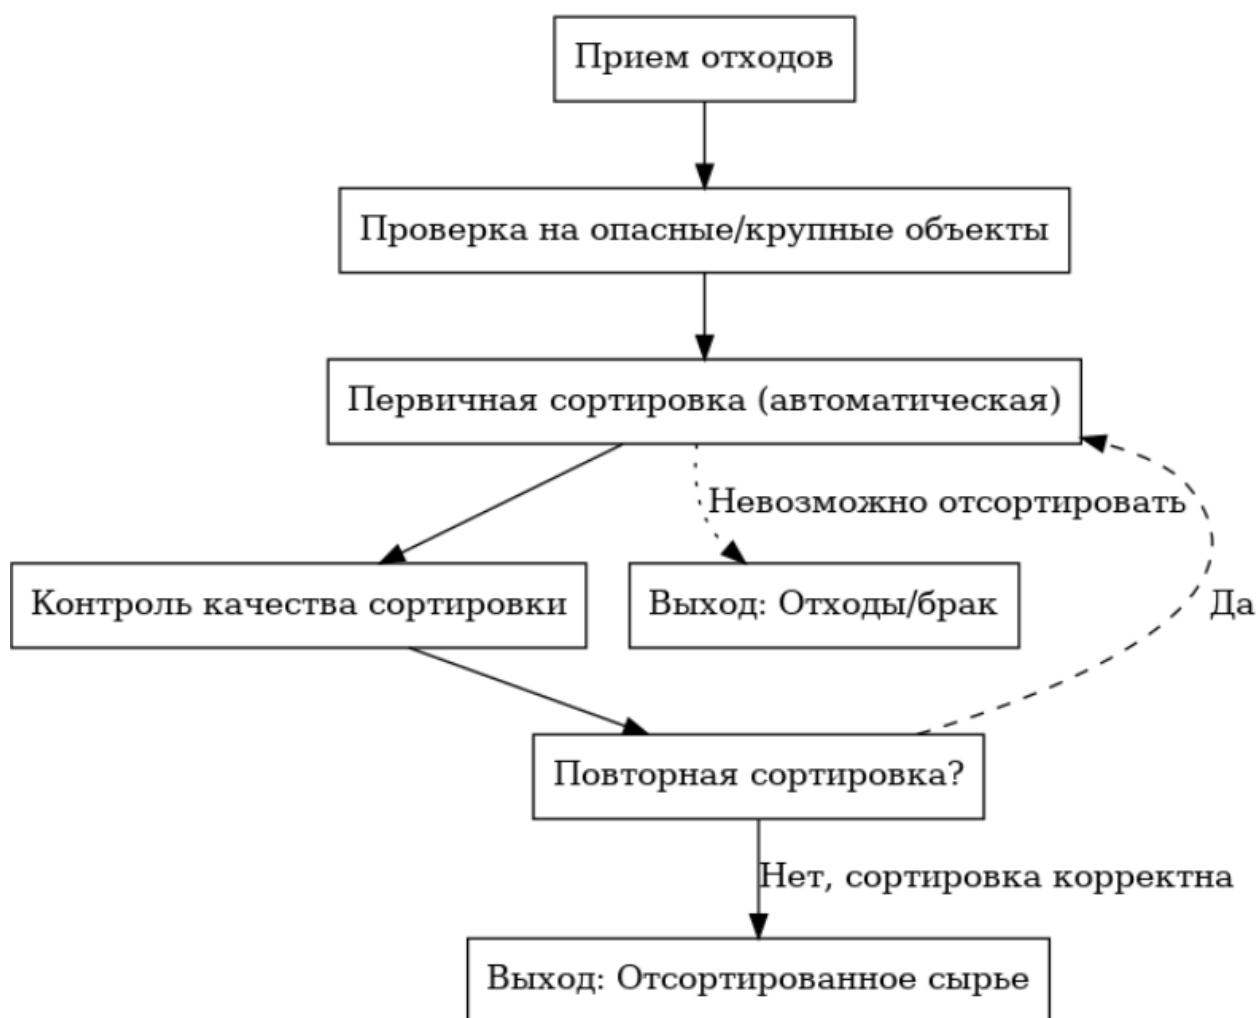 Прием отходов
Проверка на опасные/крупные объекты
Первичная сортировка (автоматическая)
Невозможно отсортировать
Контроль качества сортировки
Выход: Отходы/брак
Да
Повторная сортировка?
Нет, сортировка корректна
Выход: Отсортированное сырье